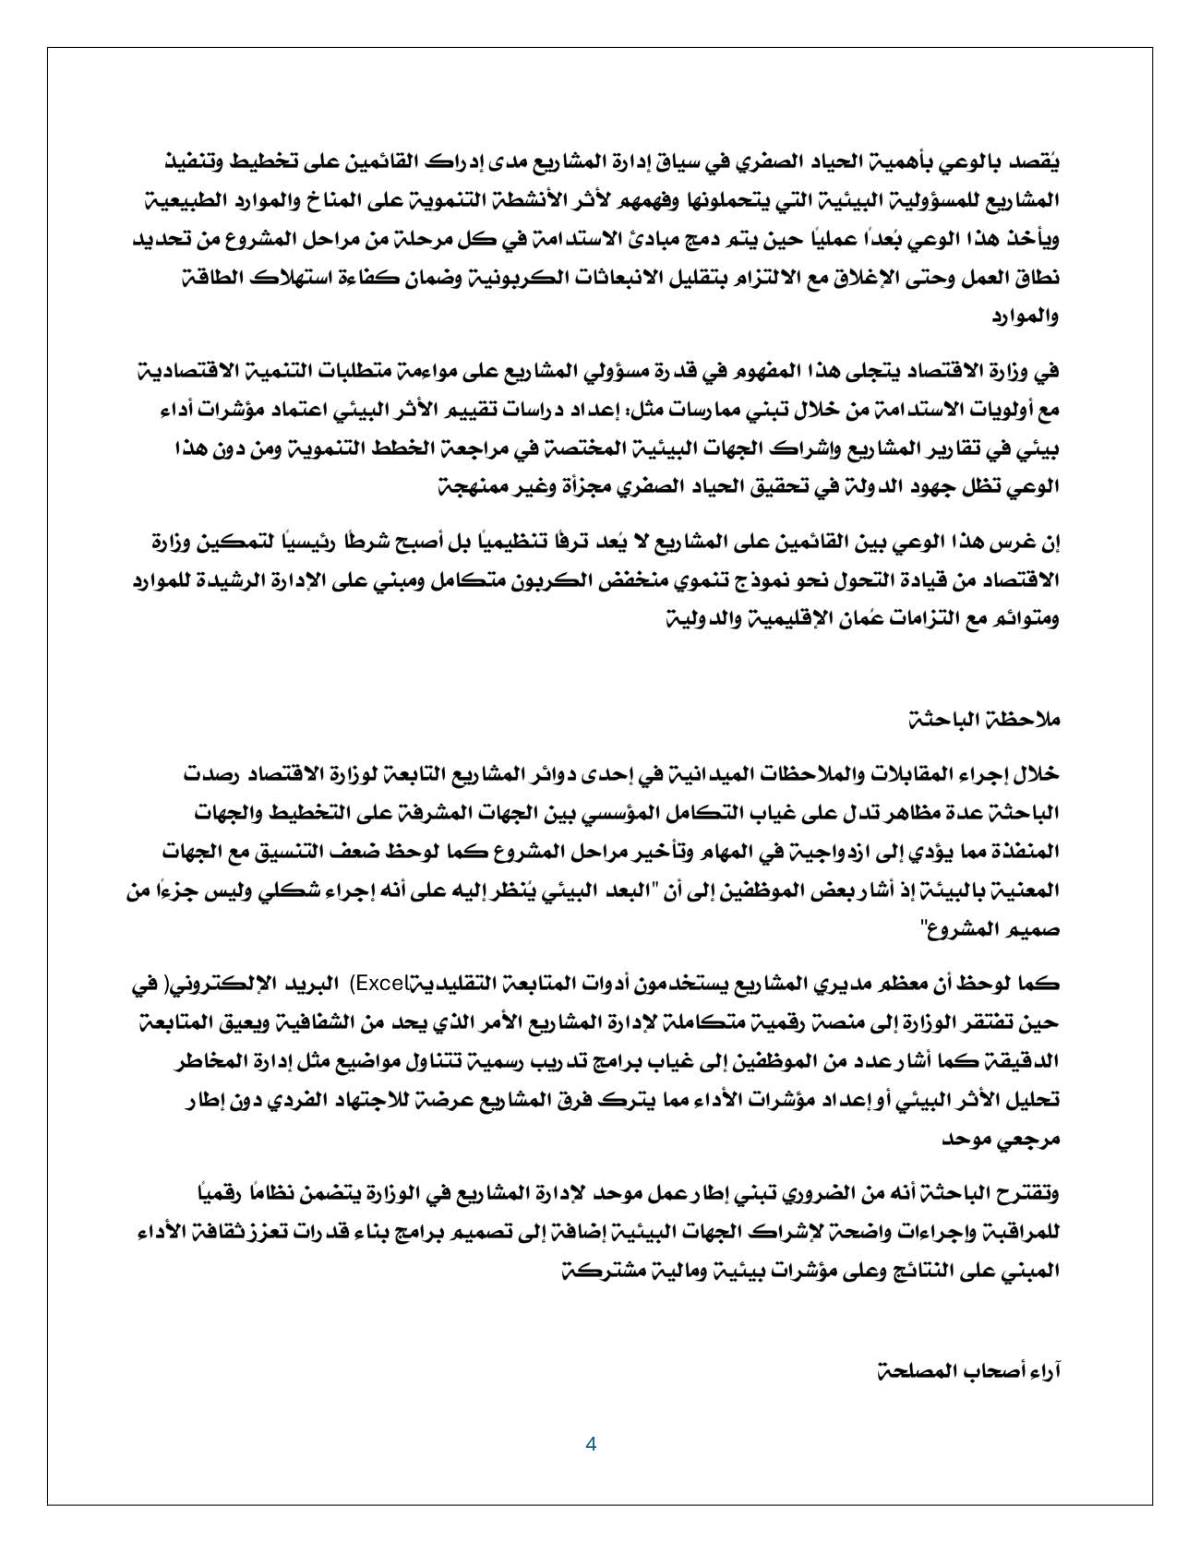 يُقصد بالوعي بأهمية الحياد الصفري في سياق إدارة المشاريع مدى إدراك القائمين على تخطيط وتنفيذ
المشاريع للمسؤولية البيئية التي يتحملونها وفهمهم لأثر الأنشطة التنموية على المناخ والموارد الطبيعية
ويأخذ هذا الوعي بُعدًا عمليًا حين يتم دمج مبادئ الاستدامة في كل مرحلة من مراحل المشروع من تحديد
نطاق العمل وحتى الإغلاق مع الالتزام بتقليل الانبعاثات الكربونية وضمان كفاءة استهلاك الطاقة
والموارد
في وزارة الاقتصاد يتجلى هذا المفهوم في قدرة مسؤولي المشاريع على مواءمة متطلبات التنمية الاقتصادية
مع أولويات الاستدامة من خلال تبني ممارسات مثل: إعداد دراسات تقييم الأثر البيئي اعتماد مؤشرات أداء
بيئي في تقارير المشاريع وإشراك الجهات البيئية المختصة في مراجعة الخطط التنموية ومن دون هذا
الوعي تظل جهود الدولة في تحقيق الحياد الصفري مجزأة وغير ممنهجة
إن غرس هذا الوعي بين القائمين على المشاريع لا يُعد ترفًا تنظيميًا بل أصبح شرطًا رئيسيًا لتمكين وزارة
الاقتصاد من قيادة التحول نحو نموذج تنموي منخفض الكربون متكامل ومبني على الإدارة الرشيدة للموارد
ومتوائم مع التزامات عُمان الإقليمية والدولية
ملاحظة الباحثة
خلال إجراء المقابلات والملاحظات الميدانية في إحدى دوائر المشاريع التابعة لوزارة الاقتصاد رصدت
الباحثة عدة مظاهر تدل على غياب التكامل المؤسسي بين الجهات المشرفة على التخطيط والجهات
المنفذة مما يؤدي إلى ازدواجية في المهام وتأخير مراحل المشروع كما لوحظ ضعف التنسيق مع الجهات
المعنية بالبيئة إذ أشار بعض الموظفين إلى أن "البعد البيئي يُنظر إليه على أنه إجراء شكلي وليس جزءًا من
صميم المشروع"
كما لوحظ أن معظم مديري المشاريع يستخدمون أدوات المتابعة التقليديةExcel) البريد الإلكتروني( في
حين تفتقر الوزارة إلى منصة رقمية متكاملة لإدارة المشاريع الأمر الذي يحد من الشفافية ويعيق المتابعة
الدقيقة كما أشار عدد من الموظفين إلى غياب برامج تدريب رسمية تتناول مواضيع مثل إدارة المخاطر
تحليل الأثر البيئي أو إعداد مؤشرات الأداء مما يترك فرق المشاريع عرضة للاجتهاد الفردي دون إطار
مرجعي موحد
وتقترح الباحثة أنه من الضروري تبني إطار عمل موحد لإدارة المشاريع في الوزارة يتضمن نظامًا رقميًا
للمراقبة وإجراءات واضحة لإشراك الجهات البيئية إضافة إلى تصميم برامج بناء قدرات تعزز ثقافة الأداء
المبني على النتائج وعلى مؤشرات بيئية ومالية مشتركة
آراء أصحاب المصلحة
4